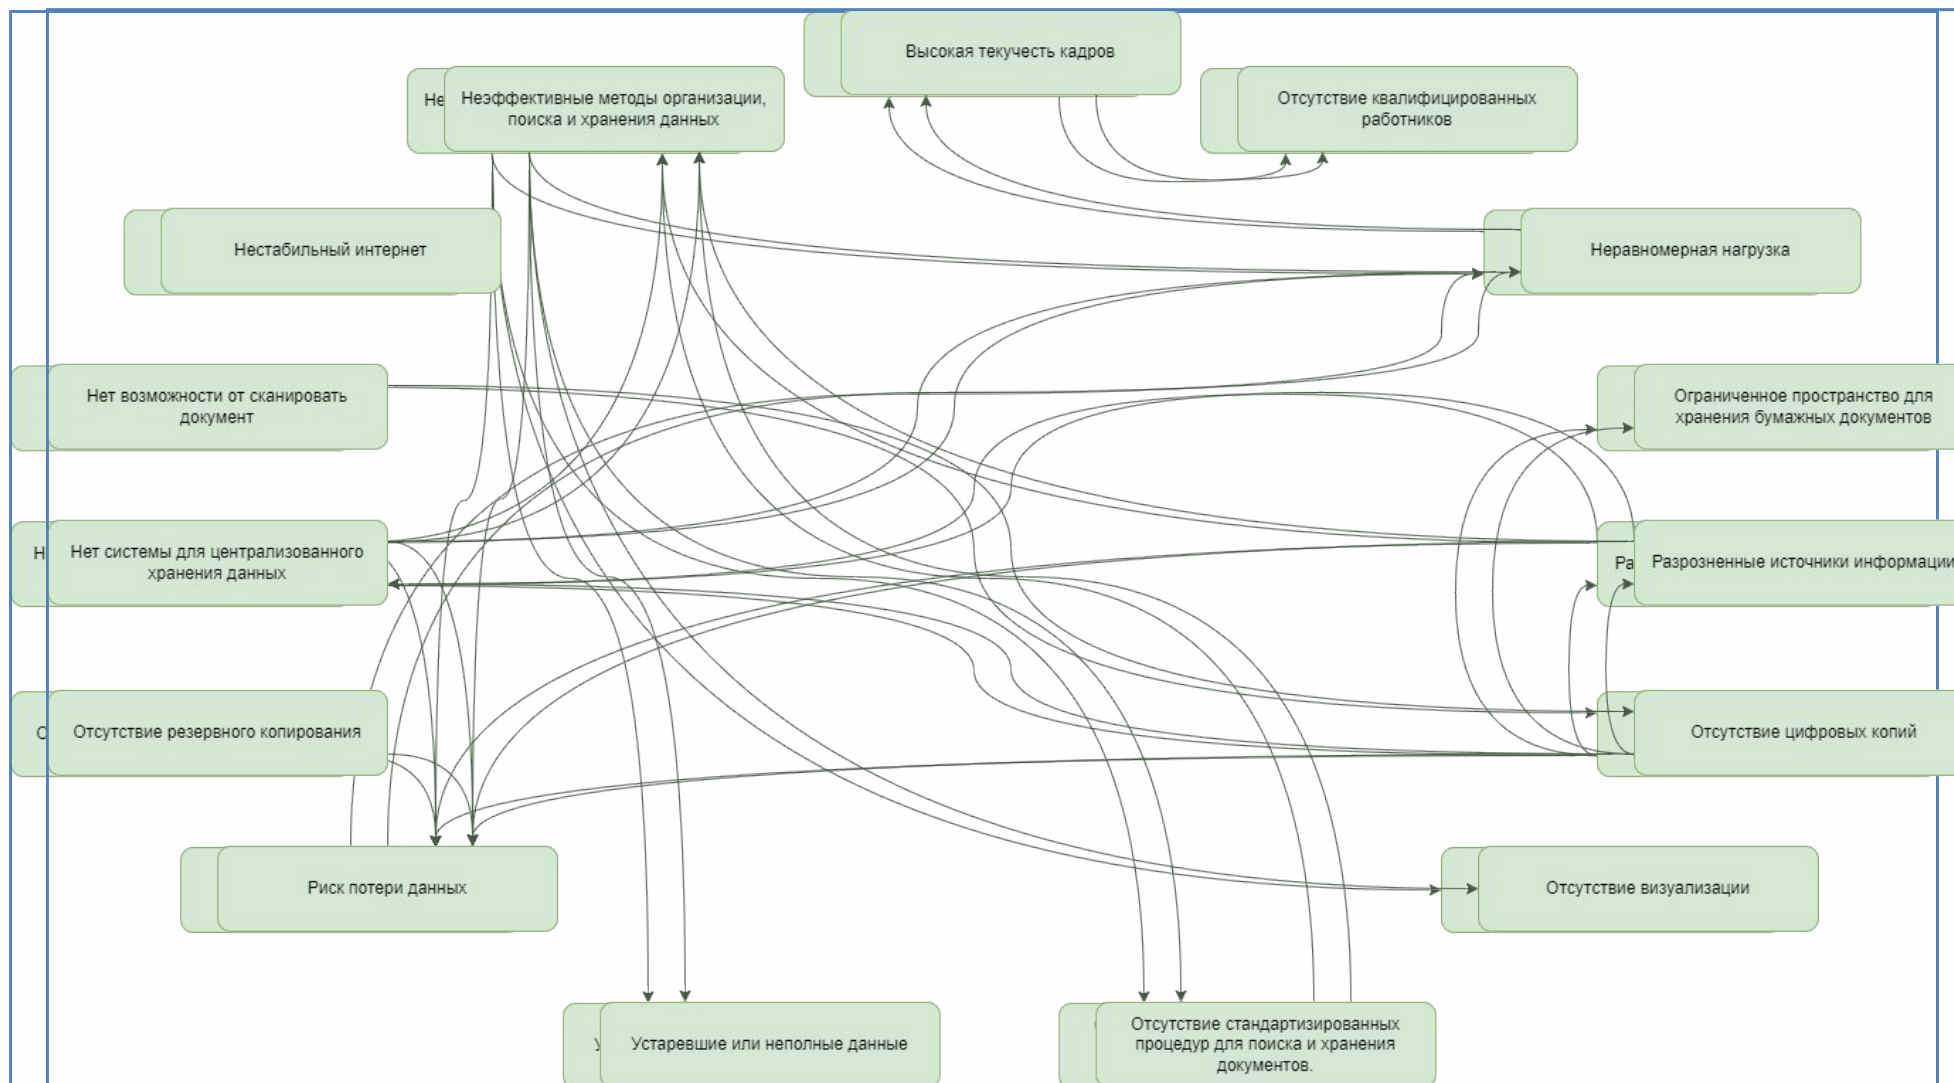 Высокая текучесть кадров
Не
Неэффективные методы организации,
поиска и хранения данных
Отсутствие квалифицированных
работников
Нестабильный интернет
Неравномерная нагрузка
Нет возможности от сканировать
документ
Ограниченное пространство для
хранения бумажных документов
Н
Нет системы для централизованного
хранения данных
Ра
Разрозненные источники информации
О
Отсутствие резервного копирования
Отсутствие цифровых копий
Риск потери данных
Отсутствие визуализации
У
Устаревшие или неполные данные
Отсутствие стандартизированных
процедур для поиска и хранения
документов.